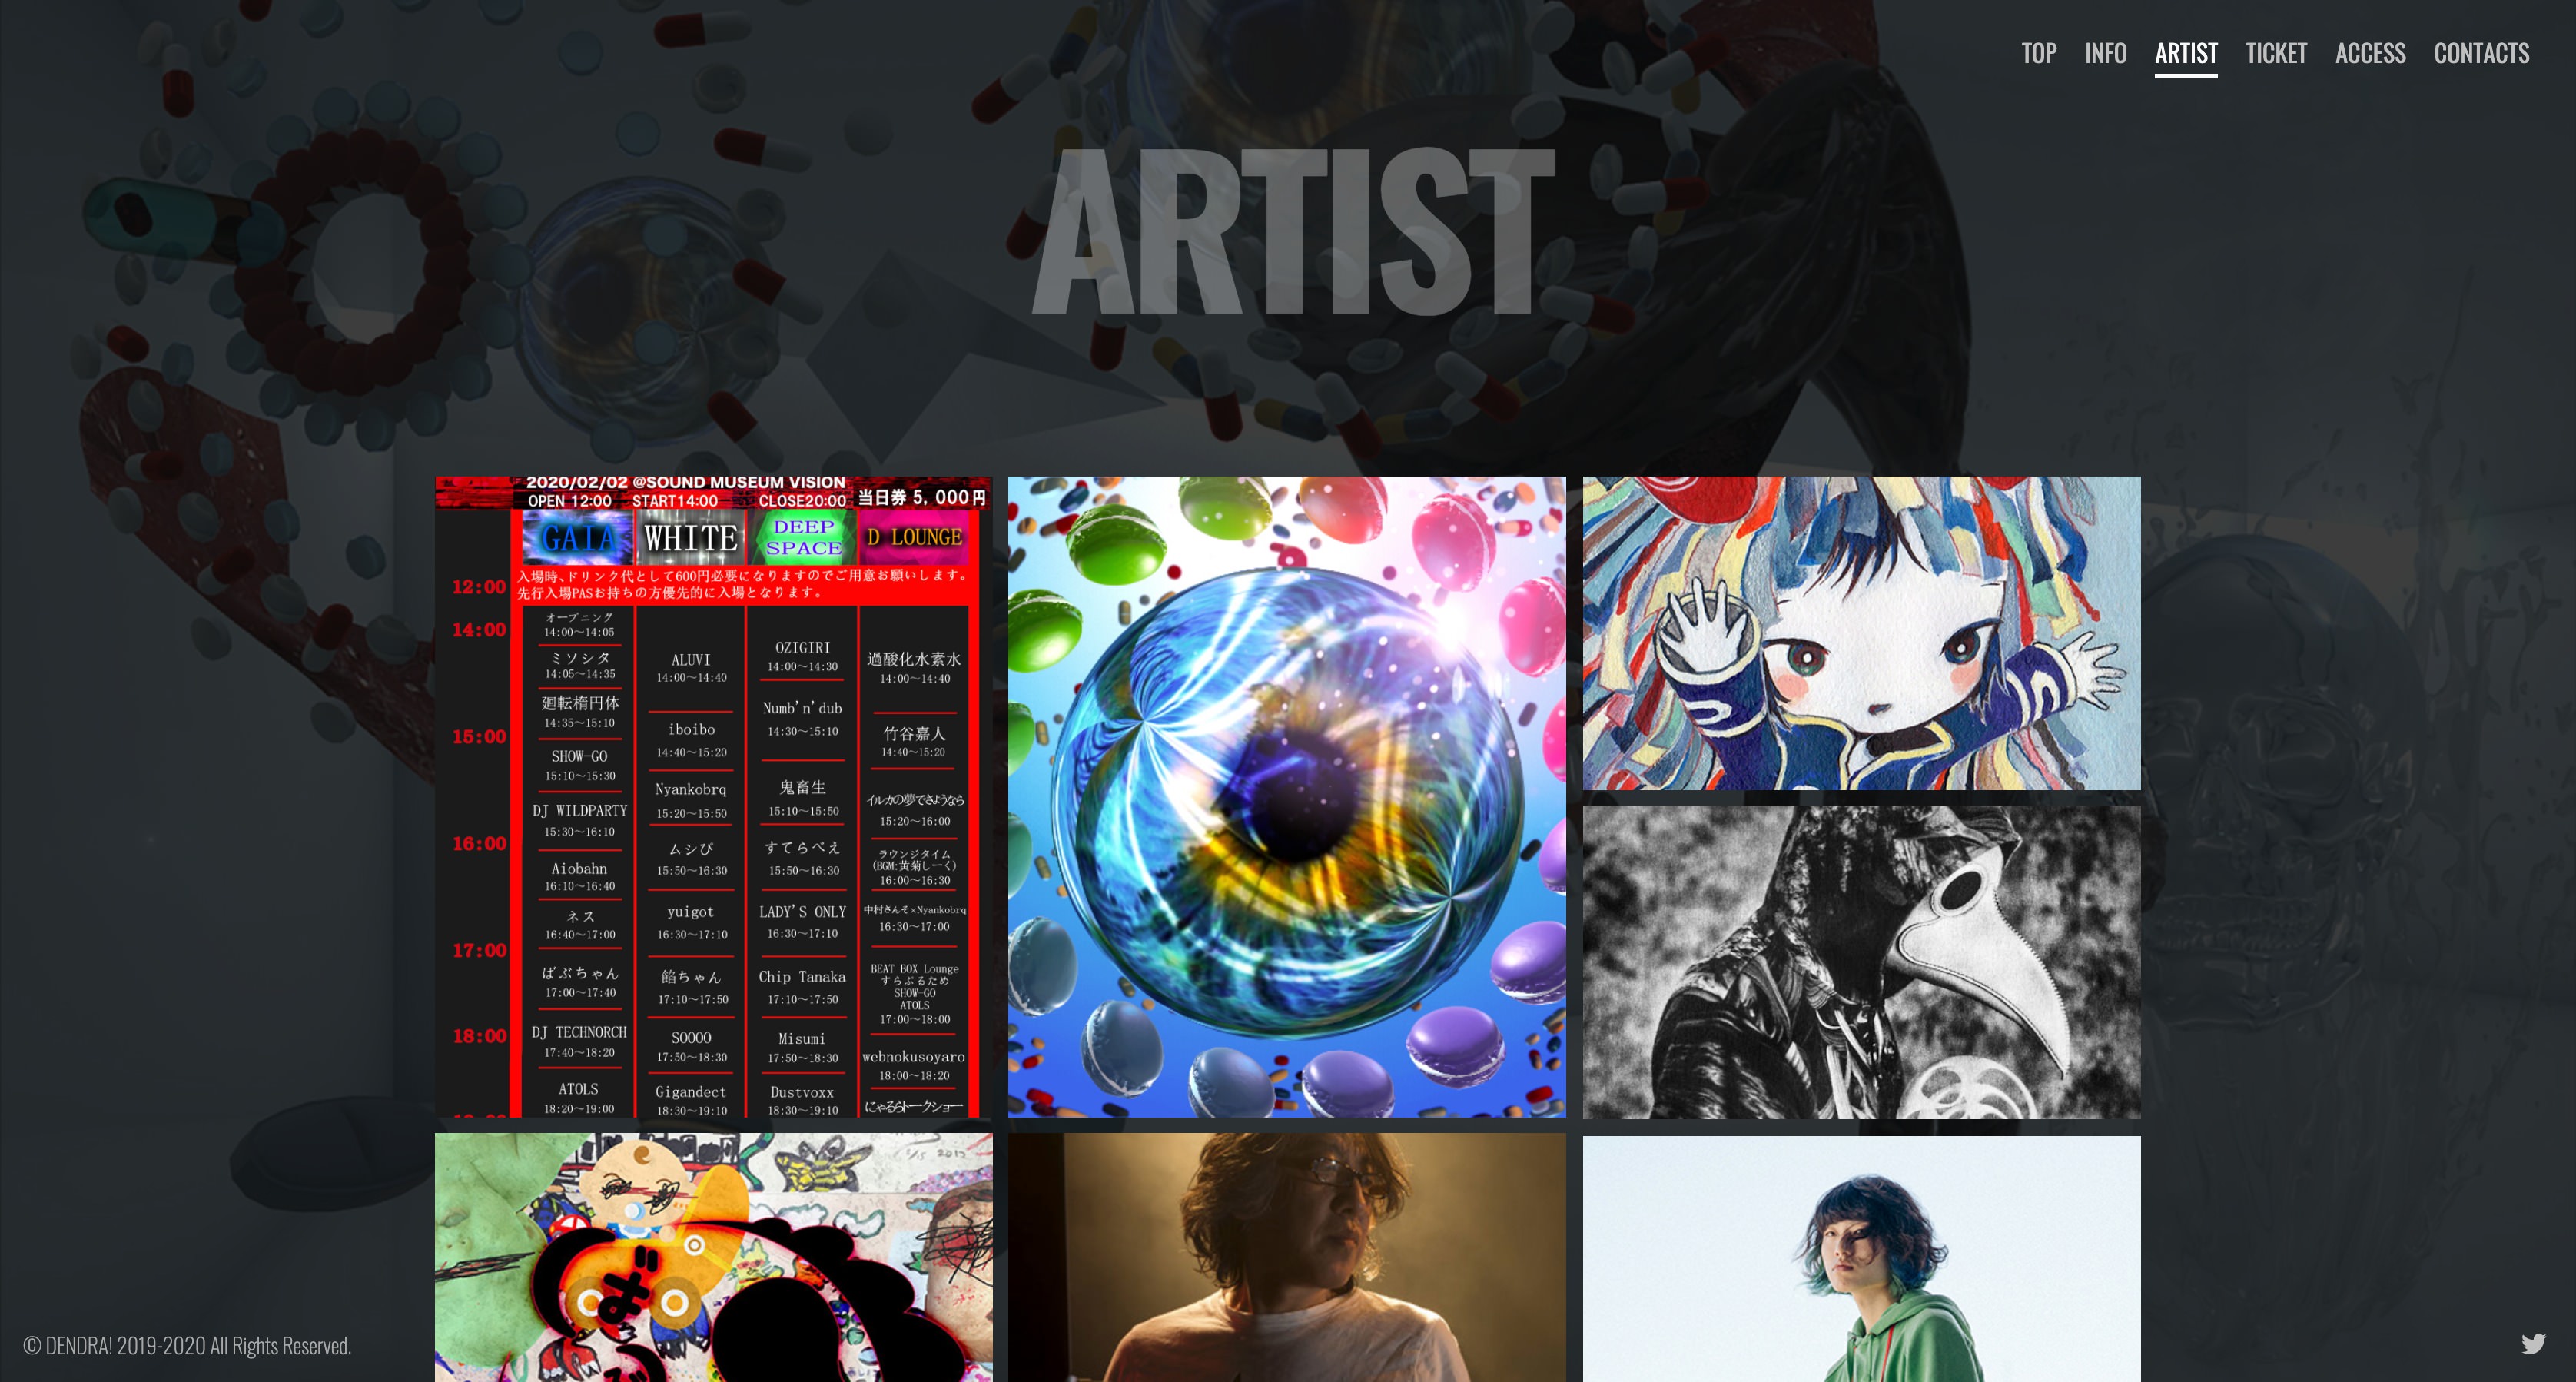 TOP INFO ARTIST TICKET ACCESS CONTACTS
ARTIST
2020/02/02 @SOUND MUSEUM VISION
OPEN 12:00 START14:00 CLOSE20:00 当日券 5,000円
GAIA WHITE DEEP SPACE D LOUNGE
12:00
入場時、ドリンク代として600円必要になりますのでご用意お願いします。
先行入場PASお持ちの方優先的に入場となります。
14:00
15:00
16:00
17:00
18:00
オープニング
14:00～14:05
ミソシタ
14:05～14:35
廻転楕円体
14:35～15:10
SHOW-GO
15:10～15:30
DJ WILDPARTY
15:30～16:10
Aiobahn
16:10～16:40
ネス
16:40～17:00
ばぶちゃん
17:00～17:40
DJ TECHNORCH
17:40～18:20
ATOLS
18:20～19:00
ALUVI
14:00～14:40
iboibo
14:40～15:20
Nyankobrq
15:20～15:50
ムシぴ
15:50～16:30
yuigot
16:30～17:10
餡ちゃん
17:10～17:50
SOOOO
17:50～18:30
Gigandect
18:30～19:10
OZIGIRI
14:00～14:30
Numb'n'dub
14:30～15:10
鬼畜生
15:10～15:50
すてらべえ
15:50～16:30
LADY'S ONLY
16:30～17:10
Chip Tanaka
17:10～17:50
Misumi
17:50～18:30
Dustvoxx
18:30～19:10
過酸化水素水
14:00～14:40
竹谷嘉人
14:40～15:20
イルカの夢でさようなら
15:20～16:00
ラウンジタイム
(BGM:黄菊しーく)
16:00～16:30
中村さんそ×Nyankobrq
16:30～17:00
BEAT BOX Lounge
すらぷるため
SHOW-GO
ATOLS
17:00～18:00
webnokusoyaro
18:00～18:20
にゃるらトークショー
© DENDRA! 2019-2020 All Rights Reserved.